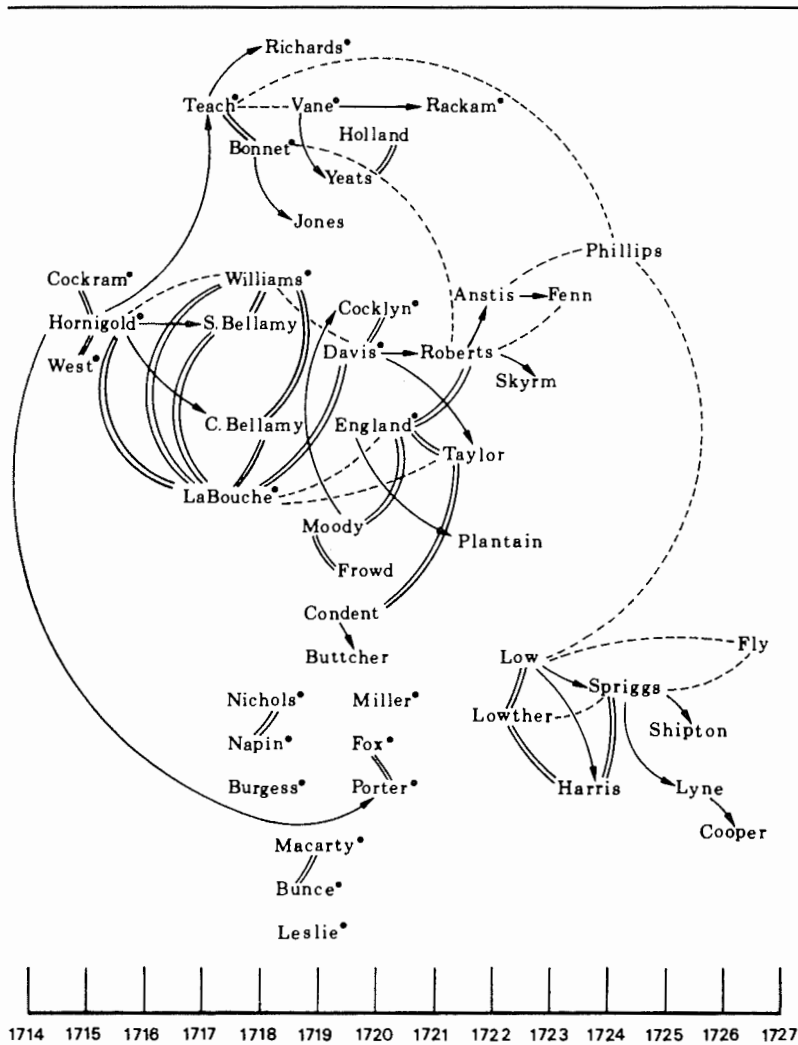 Richards•
Teach• Vane• Rackam•
Holland
Bonnet•
Yeats
Jones
Phillips
Cockram• Williams•
Anstis Fenn
Cocklyn•
Hornigold• S. Bellamy
Davis• Roberts
West•
Skyrm
C. Bellamy England•
Taylor
LaBouche•
Moody
Plantain
Frowd
Condent
Fly
Buttcher Low
Spriggs
Nichols• Miller•
Lowther
Shipton
Napin• Fox•
Burgess• Porter• Harris Lyne
Cooper
Macarty•
Bunce•
Leslie•
1714 1715 1716 1717 1718 1719 1720 1721 1722 1723 1724 1725 1726 1727